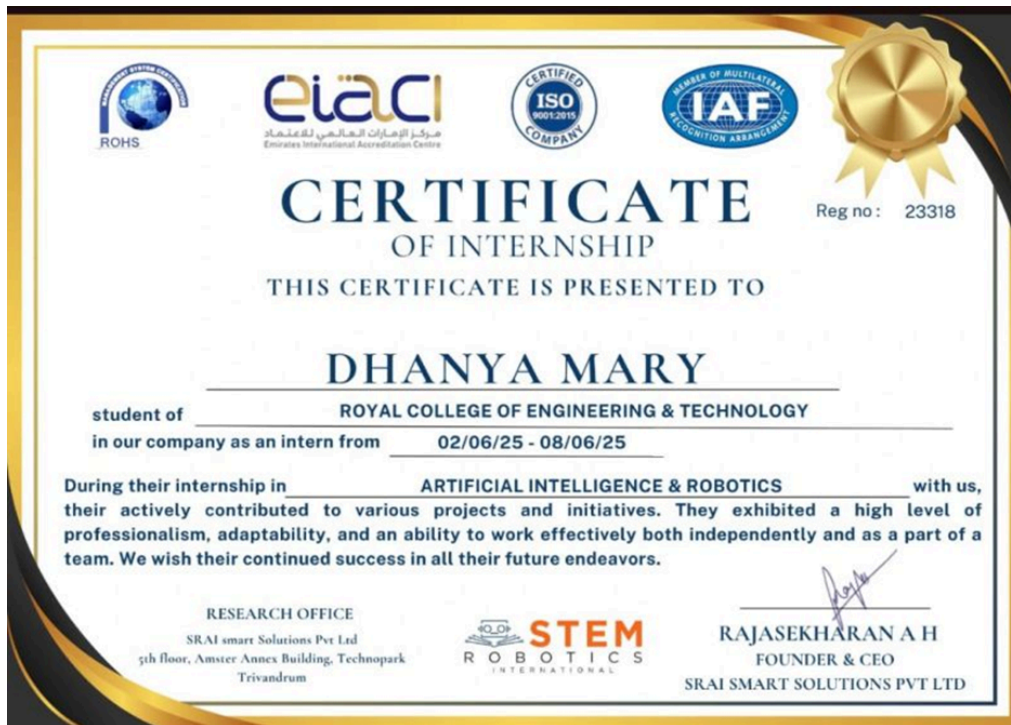 MANAGEMENT SYSTEM CERTIFICATION
ROHS
eiaci
مركز الإمارات العالمي للاعتماد
Emirates International Accreditation Centre
CERTIFIED
ISO
9001:2015
COMPANY
MEMBER OF MULTILATERAL
IAF
RECOGNITION ARRANGEMENT
CERTIFICATE
Reg no : 23318
OF INTERNSHIP
THIS CERTIFICATE IS PRESENTED TO
DHANYA MARY
student of ROYAL COLLEGE OF ENGINEERING & TECHNOLOGY
in our company as an intern from 02/06/25 - 08/06/25
During their internship in ARTIFICIAL INTELLIGENCE & ROBOTICS with us,
their actively contributed to various projects and initiatives. They exhibited a high level of
professionalism, adaptability, and an ability to work effectively both independently and as a part of a
team. We wish their continued success in all their future endeavors.
RESEARCH OFFICE
SRAI smart Solutions Pvt Ltd
5th floor, Amster Annex Building, Technopark
Trivandrum
STEM
ROBOTICS
INTERNATIONAL
RAJASEKHARAN A H
FOUNDER & CEO
SRAI SMART SOLUTIONS PVT LTD